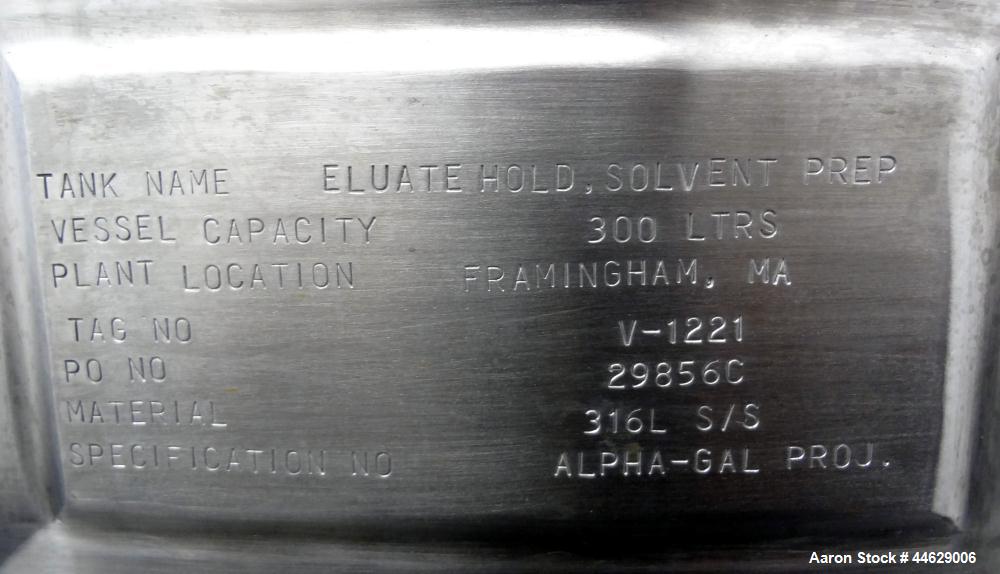 TANK NAME ELUATE HOLD, SOLVENT PREP
VESSEL CAPACITY 300 LTRS
PLANT LOCATION FRAMINGHAM, MA
TAG NO V-1221
PO NO 29856C
MATERIAL 316L S/S
SPECIFICATION NO ALPHA-GAL PROJ.
Aaron Stock # 44629006